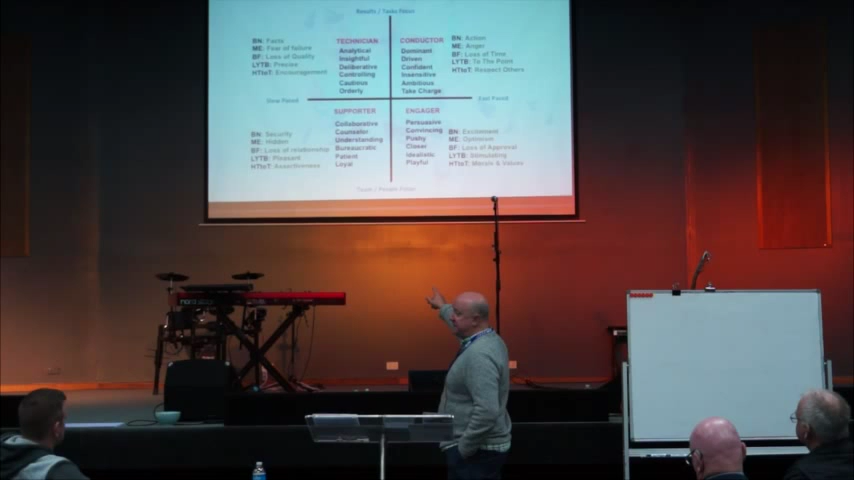 Results / Tasks Focus
BN: Facts
ME: Fear of failure
BF: Loss of Quality
LYTB: Precise
HTIoT: Encouragement
TECHNICIAN
Analytical
Insightful
Deliberative
Controlling
Cautious
Orderly
CONDUCTOR
Dominant
Driven
Confident
Insensitive
Ambitious
Take Charge
BN: Action
ME: Anger
BF: Loss of Time
LYTB: To The Point
HTIoT: Respect Others
Slow Paced
Fast Paced
BN: Security
ME: Hidden
BF: Loss of relationship
LYTB: Pleasant
HTIoT: Assertiveness
SUPPORTER
Collaborative
Counselor
Understanding
Bureaucratic
Patient
Loyal
ENGAGER
Persuasive
Convincing
Pushy
Closer
Idealistic
Playful
BN: Excitement
ME: Optimism
BF: Loss of Approval
LYTB: Stimulating
HTIoT: Morals & Values
Team / People Focus
nord